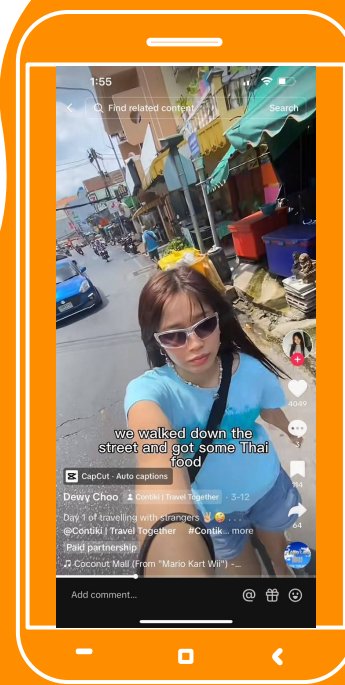 1:55
Find related content
Search
we walked down the
street and got some Thai
food
4049
CapCut · Auto captions
Dewy Choo Contiki | Travel Together · 3-12
Day 1 of travelling with strangers ✌️🤪 . . . .
@Contiki | Travel Together #Contik... more
64
Paid partnership
♫ Coconut Mall (From "Mario Kart Wii") -...
Add comment...